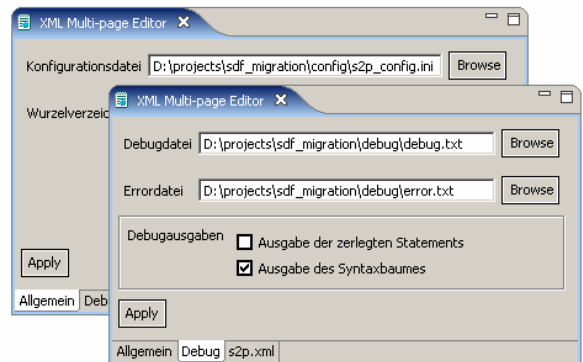 XML Multi-page Editor
Konfigurationsdatei D:\projects\sdf_migration\config\s2p_config.ini Browse
Wurzelverzeic
Apply
Allgemein Deb
XML Multi-page Editor
Debugdatei D:\projects\sdf_migration\debug\debug.txt Browse
Errordatei D:\projects\sdf_migration\debug\error.txt Browse
Debugausgaben
Ausgabe der zerlegten Statements
Ausgabe des Syntaxbaumes
Apply
Allgemein Debug s2p.xml